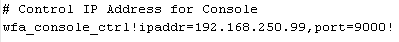 # Control IP Address for Console
wfa_console_ctrl!ipaddr=192.168.250.99,port=9000!